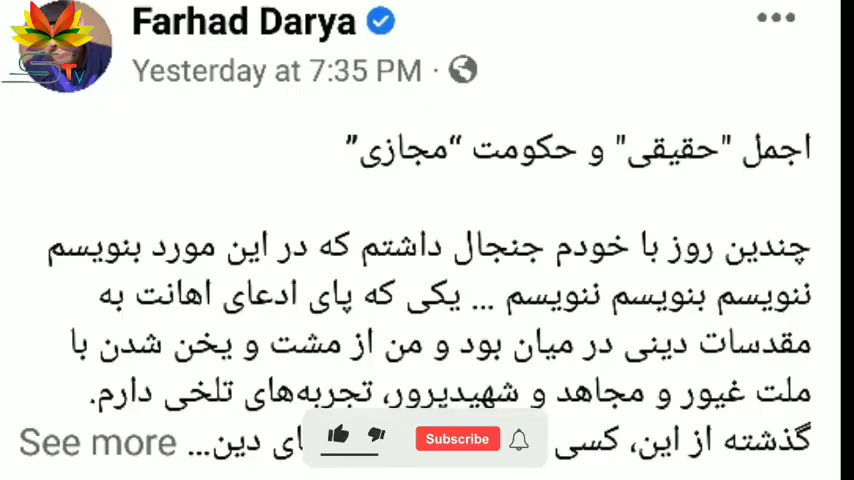 Farhad Darya
Yesterday at 7:35 PM ·
STv
اجمل "حقیقی" و حکومت “مجازی”
چندین روز با خودم جنجال داشتم که در این مورد بنویسم
ننویسم بنویسم ننویسم ... یکی که پای ادعای اهانت به
مقدسات دینی در میان بود و من از مشت و یخن شدن با
ملت غیور و مجاهد و شهیدپرور، تجربه‌های تلخی دارم.
گذشته از این، کسی دین... See more
Subscribe